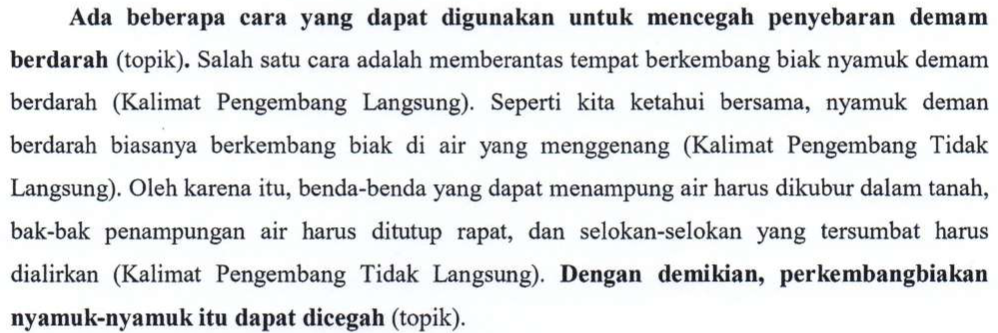 Ada beberapa cara yang dapat digunakan untuk mencegah penyebaran demam
berdarah (topik). Salah satu cara adalah memberantas tempat berkembang biak nyamuk demam
berdarah (Kalimat Pengembang Langsung). Seperti kita ketahui bersama, nyamuk deman
berdarah biasanya berkembang biak di air yang menggenang (Kalimat Pengembang Tidak
Langsung). Oleh karena itu, benda-benda yang dapat menampung air harus dikubur dalam tanah,
bak-bak penampungan air harus ditutup rapat, dan selokan-selokan yang tersumbat harus
dialirkan (Kalimat Pengembang Tidak Langsung). Dengan demikian, perkembangbiakan
nyamuk-nyamuk itu dapat dicegah (topik).